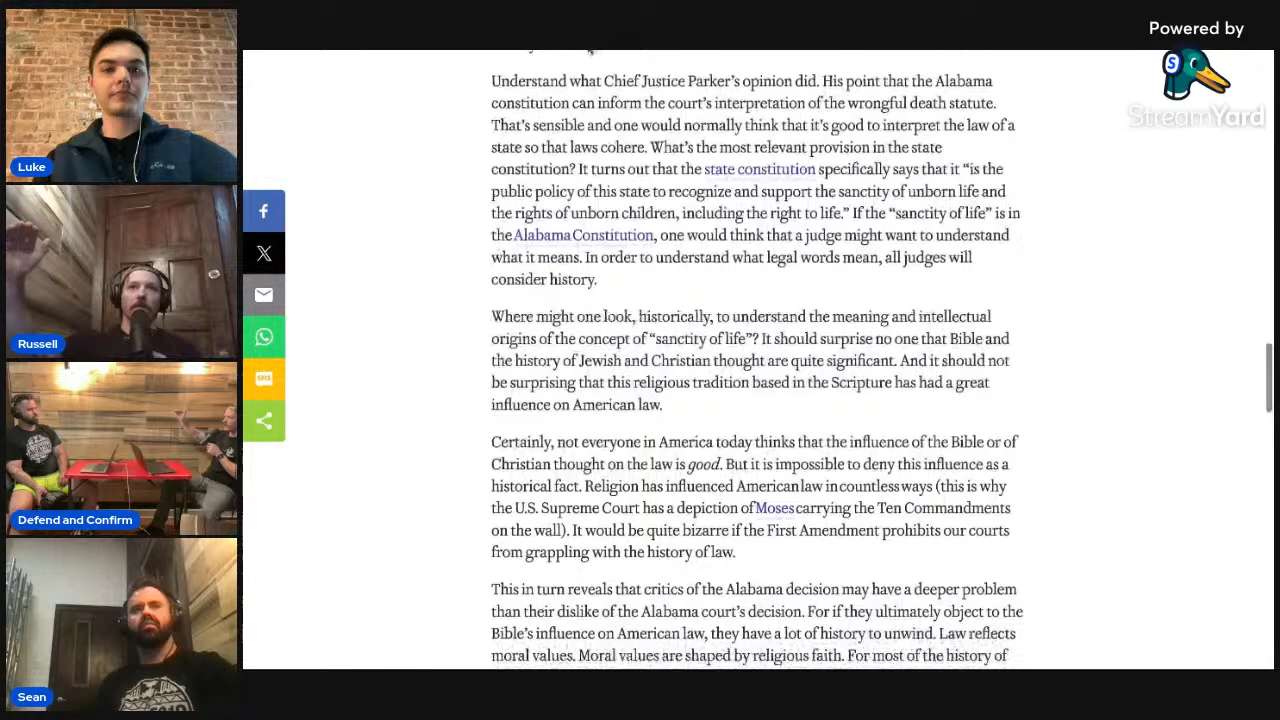 Powered by
S
StreamYard
Luke
Russell
Defend and Confirm
Sean
SMS
Understand what Chief Justice Parker’s opinion did. His point that the Alabama
constitution can inform the court’s interpretation of the wrongful death statute.
That’s sensible and one would normally think that it’s good to interpret the law of a
state so that laws cohere. What’s the most relevant provision in the state
constitution? It turns out that the state constitution specifically says that it “is the
public policy of this state to recognize and support the sanctity of unborn life and
the rights of unborn children, including the right to life.” If the “sanctity of life” is in
the Alabama Constitution, one would think that a judge might want to understand
what it means. In order to understand what legal words mean, all judges will
consider history.
Where might one look, historically, to understand the meaning and intellectual
origins of the concept of “sanctity of life”? It should surprise no one that Bible and
the history of Jewish and Christian thought are quite significant. And it should not
be surprising that this religious tradition based in the Scripture has had a great
influence on American law.
Certainly, not everyone in America today thinks that the influence of the Bible or of
Christian thought on the law is good. But it is impossible to deny this influence as a
historical fact. Religion has influenced American law in countless ways (this is why
the U.S. Supreme Court has a depiction of Moses carrying the Ten Commandments
on the wall). It would be quite bizarre if the First Amendment prohibits our courts
from grappling with the history of law.
This in turn reveals that critics of the Alabama decision may have a deeper problem
than their dislike of the Alabama court’s decision. For if they ultimately object to the
Bible’s influence on American law, they have a lot of history to unwind. Law reflects
moral values. Moral values are shaped by religious faith. For most of the history of